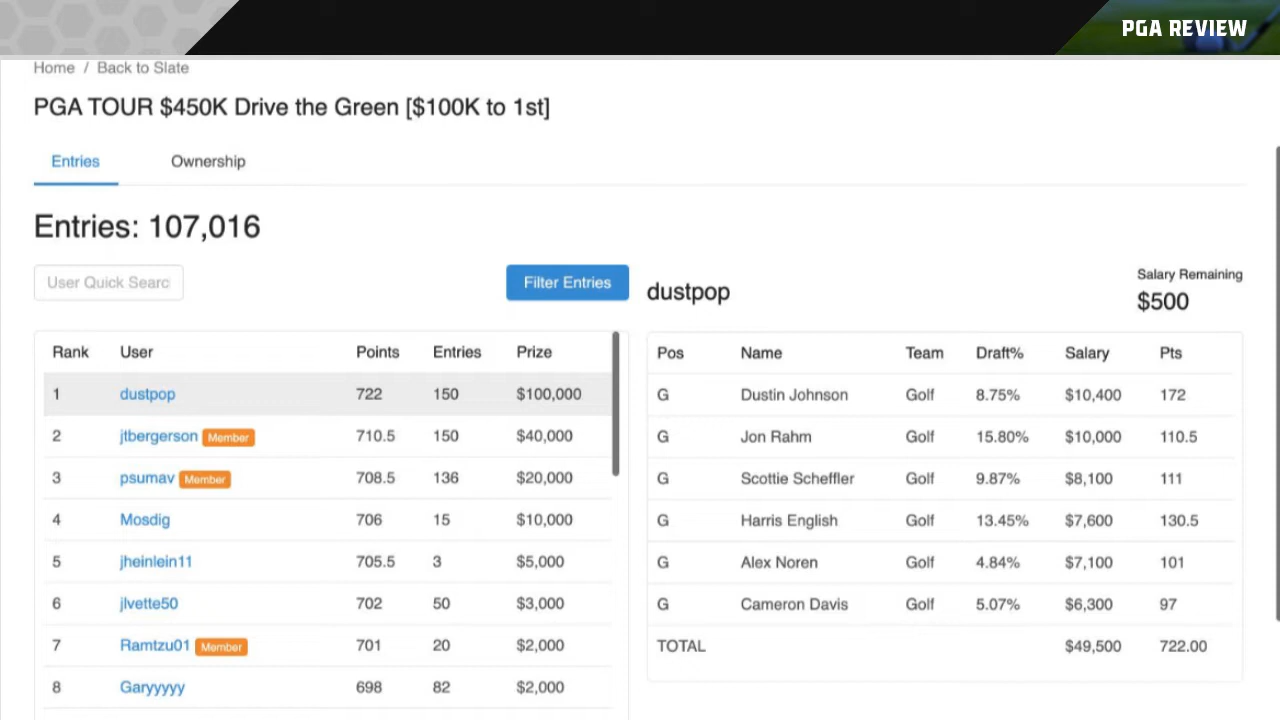 PGA REVIEW
Home / Back to Slate
PGA TOUR $450K Drive the Green [$100K to 1st]
Entries Ownership
Entries: 107,016
User Quick Searc Filter Entries
dustpop
Salary Remaining
$500
Rank User Points Entries Prize
1 dustpop 722 150 $100,000
2 jtbergerson Member 710.5 150 $40,000
3 psumav Member 708.5 136 $20,000
4 Mosdig 706 15 $10,000
5 jheinlein11 705.5 3 $5,000
6 jlvette50 702 50 $3,000
7 Ramtzu01 Member 701 20 $2,000
8 Garyyyyy 698 82 $2,000
Pos Name Team Draft% Salary Pts
G Dustin Johnson Golf 8.75% $10,400 172
G Jon Rahm Golf 15.80% $10,000 110.5
G Scottie Scheffler Golf 9.87% $8,100 111
G Harris English Golf 13.45% $7,600 130.5
G Alex Noren Golf 4.84% $7,100 101
G Cameron Davis Golf 5.07% $6,300 97
TOTAL $49,500 722.00